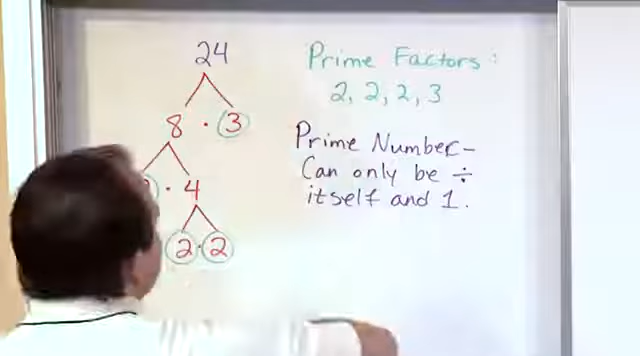 24
8 · 3
· 4
2 · 2
Prime Factors:
2, 2, 2, 3
Prime Number-
Can only be ÷
itself and 1.